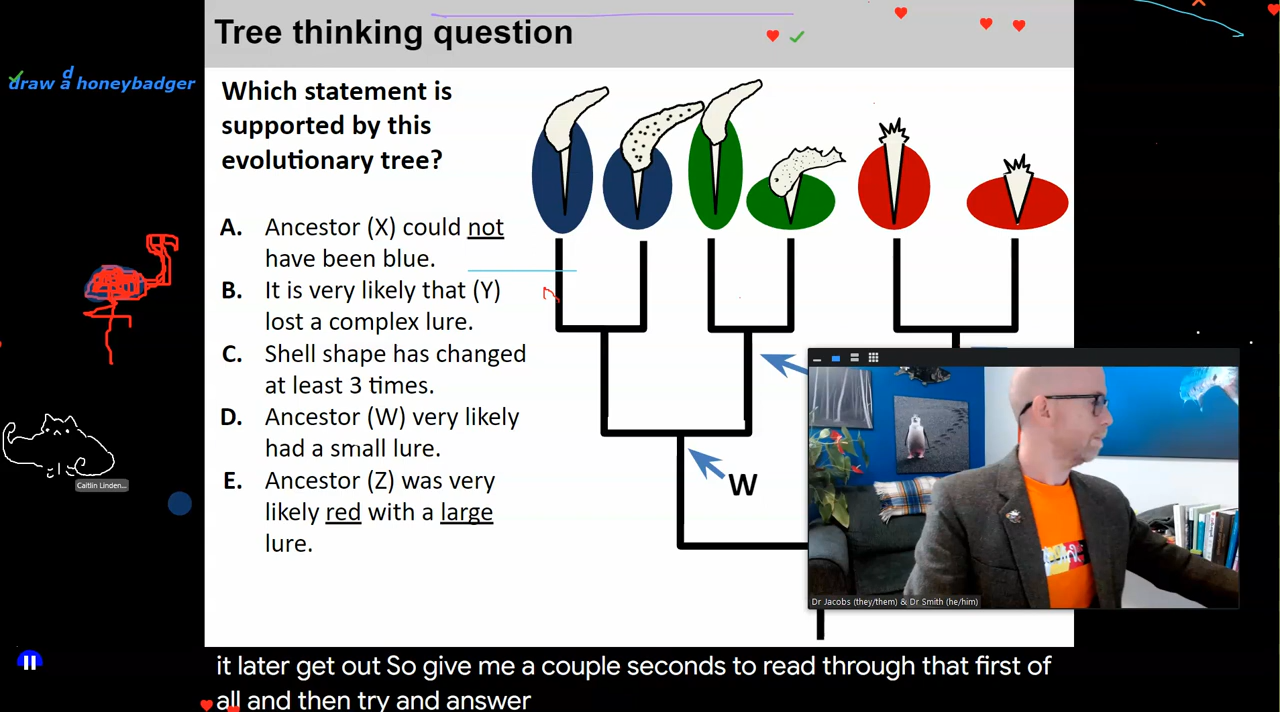 Tree thinking question
d
draw a honeybadger
Which statement is
supported by this
evolutionary tree?
A. Ancestor (X) could not
have been blue.
B. It is very likely that (Y)
lost a complex lure.
C. Shell shape has changed
at least 3 times.
D. Ancestor (W) very likely
had a small lure.
E. Ancestor (Z) was very
likely red with a large
lure.
W
Caitlin Linden...
Dr Jacobs (they/them) & Dr Smith (he/him)
it later get out So give me a couple seconds to read through that first of
all and then try and answer